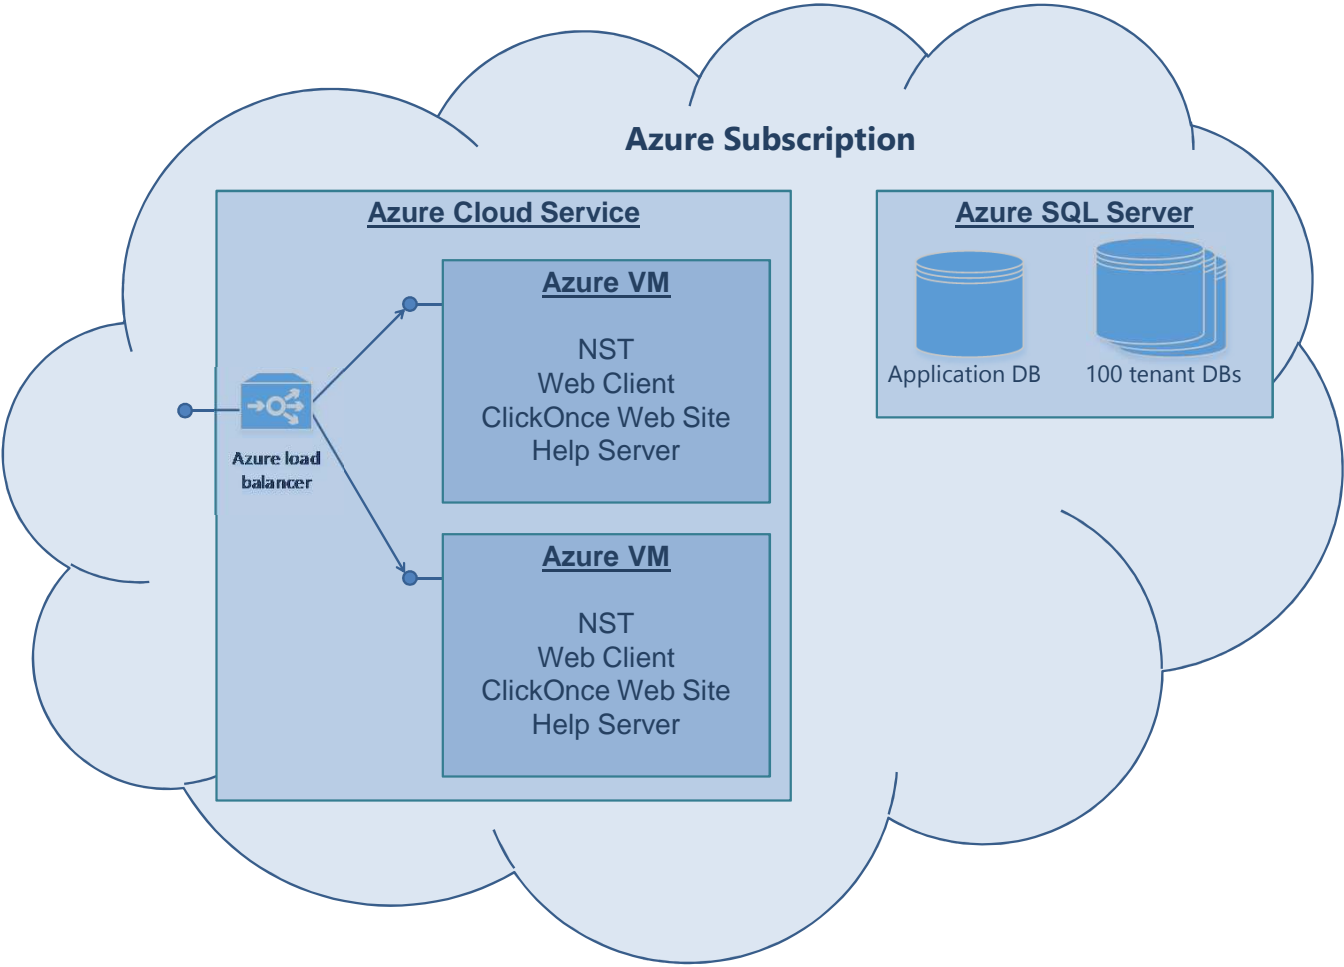 Azure Subscription
Azure Cloud Service
Azure VM
NST
Web Client
ClickOnce Web Site
Help Server
Azure load
balancer
Azure VM
NST
Web Client
ClickOnce Web Site
Help Server
Azure SQL Server
Application DB
100 tenant DBs